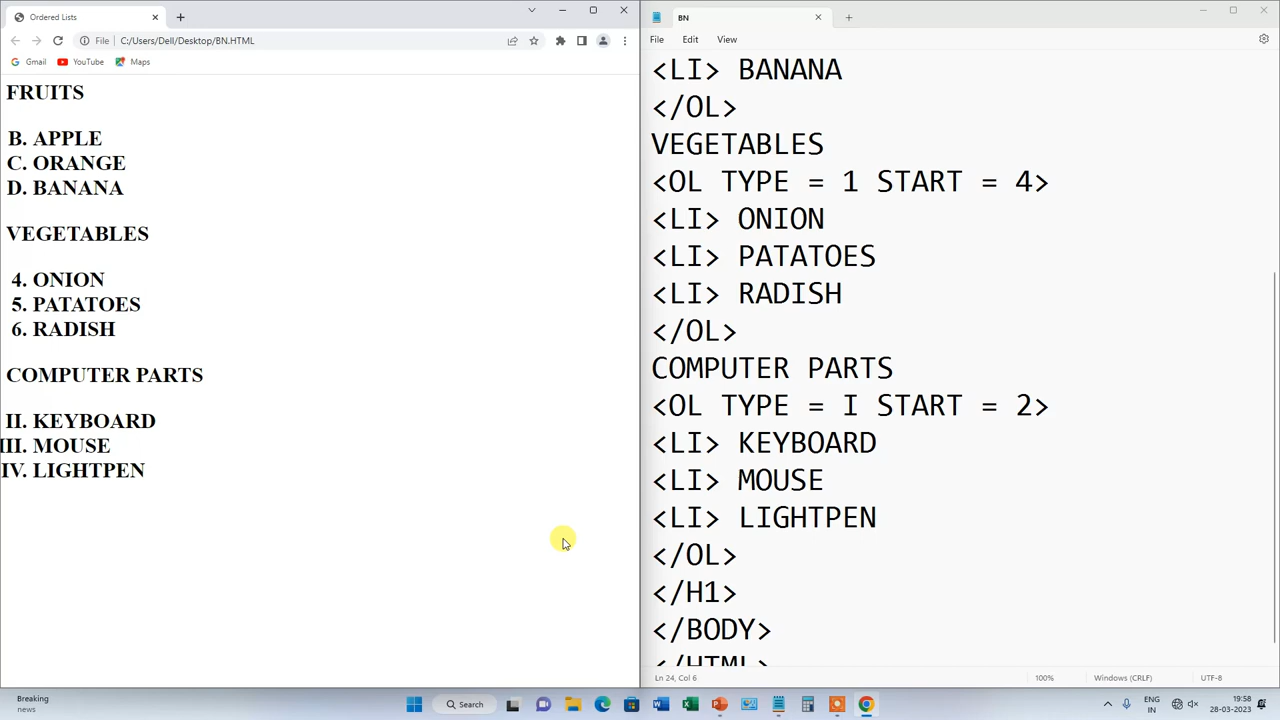 Ordered Lists
File
C:/Users/Dell/Desktop/BN.HTML
Gmail YouTube Maps
FRUITS
B. APPLE
C. ORANGE
D. BANANA
VEGETABLES
4. ONION
5. PATATOES
6. RADISH
COMPUTER PARTS
II. KEYBOARD
III. MOUSE
IV. LIGHTPEN
BN
File Edit View
<LI> BANANA
</OL>
VEGETABLES
<OL TYPE = 1 START = 4>
<LI> ONION
<LI> PATATOES
<LI> RADISH
</OL>
COMPUTER PARTS
<OL TYPE = I START = 2>
<LI> KEYBOARD
<LI> MOUSE
<LI> LIGHTPEN
</OL>
</H1>
</BODY>
</HTML>
Ln 24, Col 6 100% Windows (CRLF) UTF-8
Breaking
news
Search
ENG
IN
19:58
28-03-2023